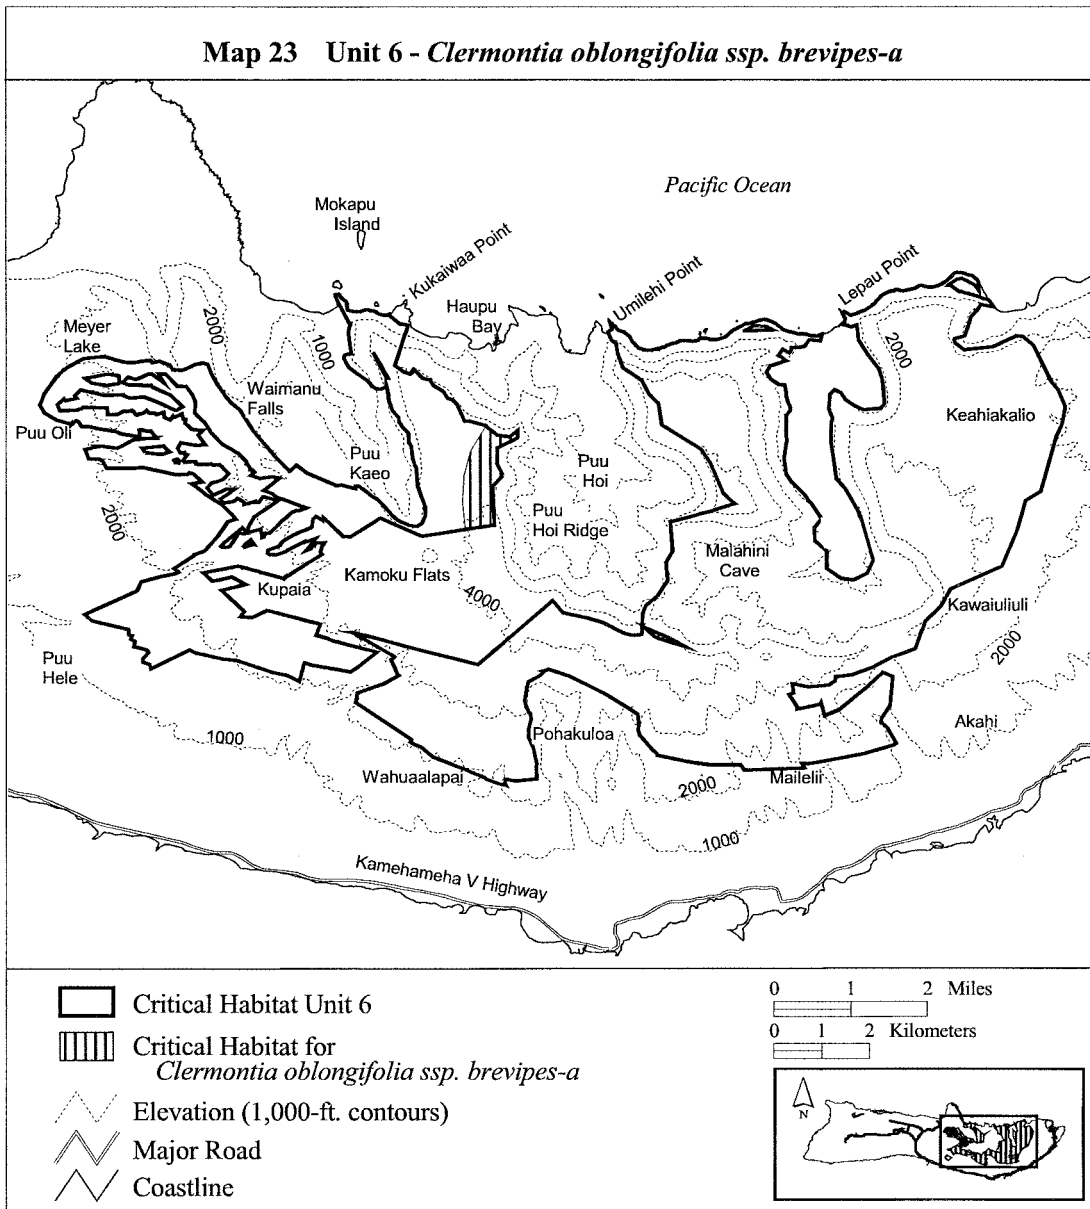 Map 23 Unit 6 - Clermontia oblongifolia ssp. brevipes-a
Pacific Ocean
Mokapu
Island
Kukaiwaa Point
Haupu
Bay
Umilehi Point
Lepau Point
Meyer
Lake
2000
1000
2000
Waimanu
Falls
Keahiakalio
Puu Oli
Puu
Kaeo
Puu
Hoi
2000
Puu
Hoi Ridge
Malahini
Cave
Kupaia
Kamoku Flats
4000
Kawaiuliuli
2000
Puu
Hele
1000
Pohakuloa
Akahi
Wahuaalapai
2000
Mailelii
1000
Kamehameha V Highway
Critical Habitat Unit 6
Critical Habitat for
Clermontia oblongifolia ssp. brevipes-a
Elevation (1,000-ft. contours)
Major Road
Coastline
0 1 2 Miles
0 1 2 Kilometers
N